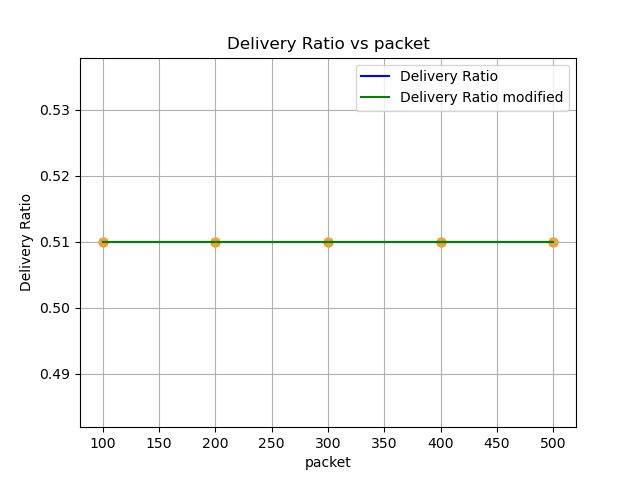 Delivery Ratio vs packet
Delivery Ratio
Delivery Ratio modified
0.53
0.52
0.51
0.50
0.49
Delivery Ratio
100 150 200 250 300 350 400 450 500
packet